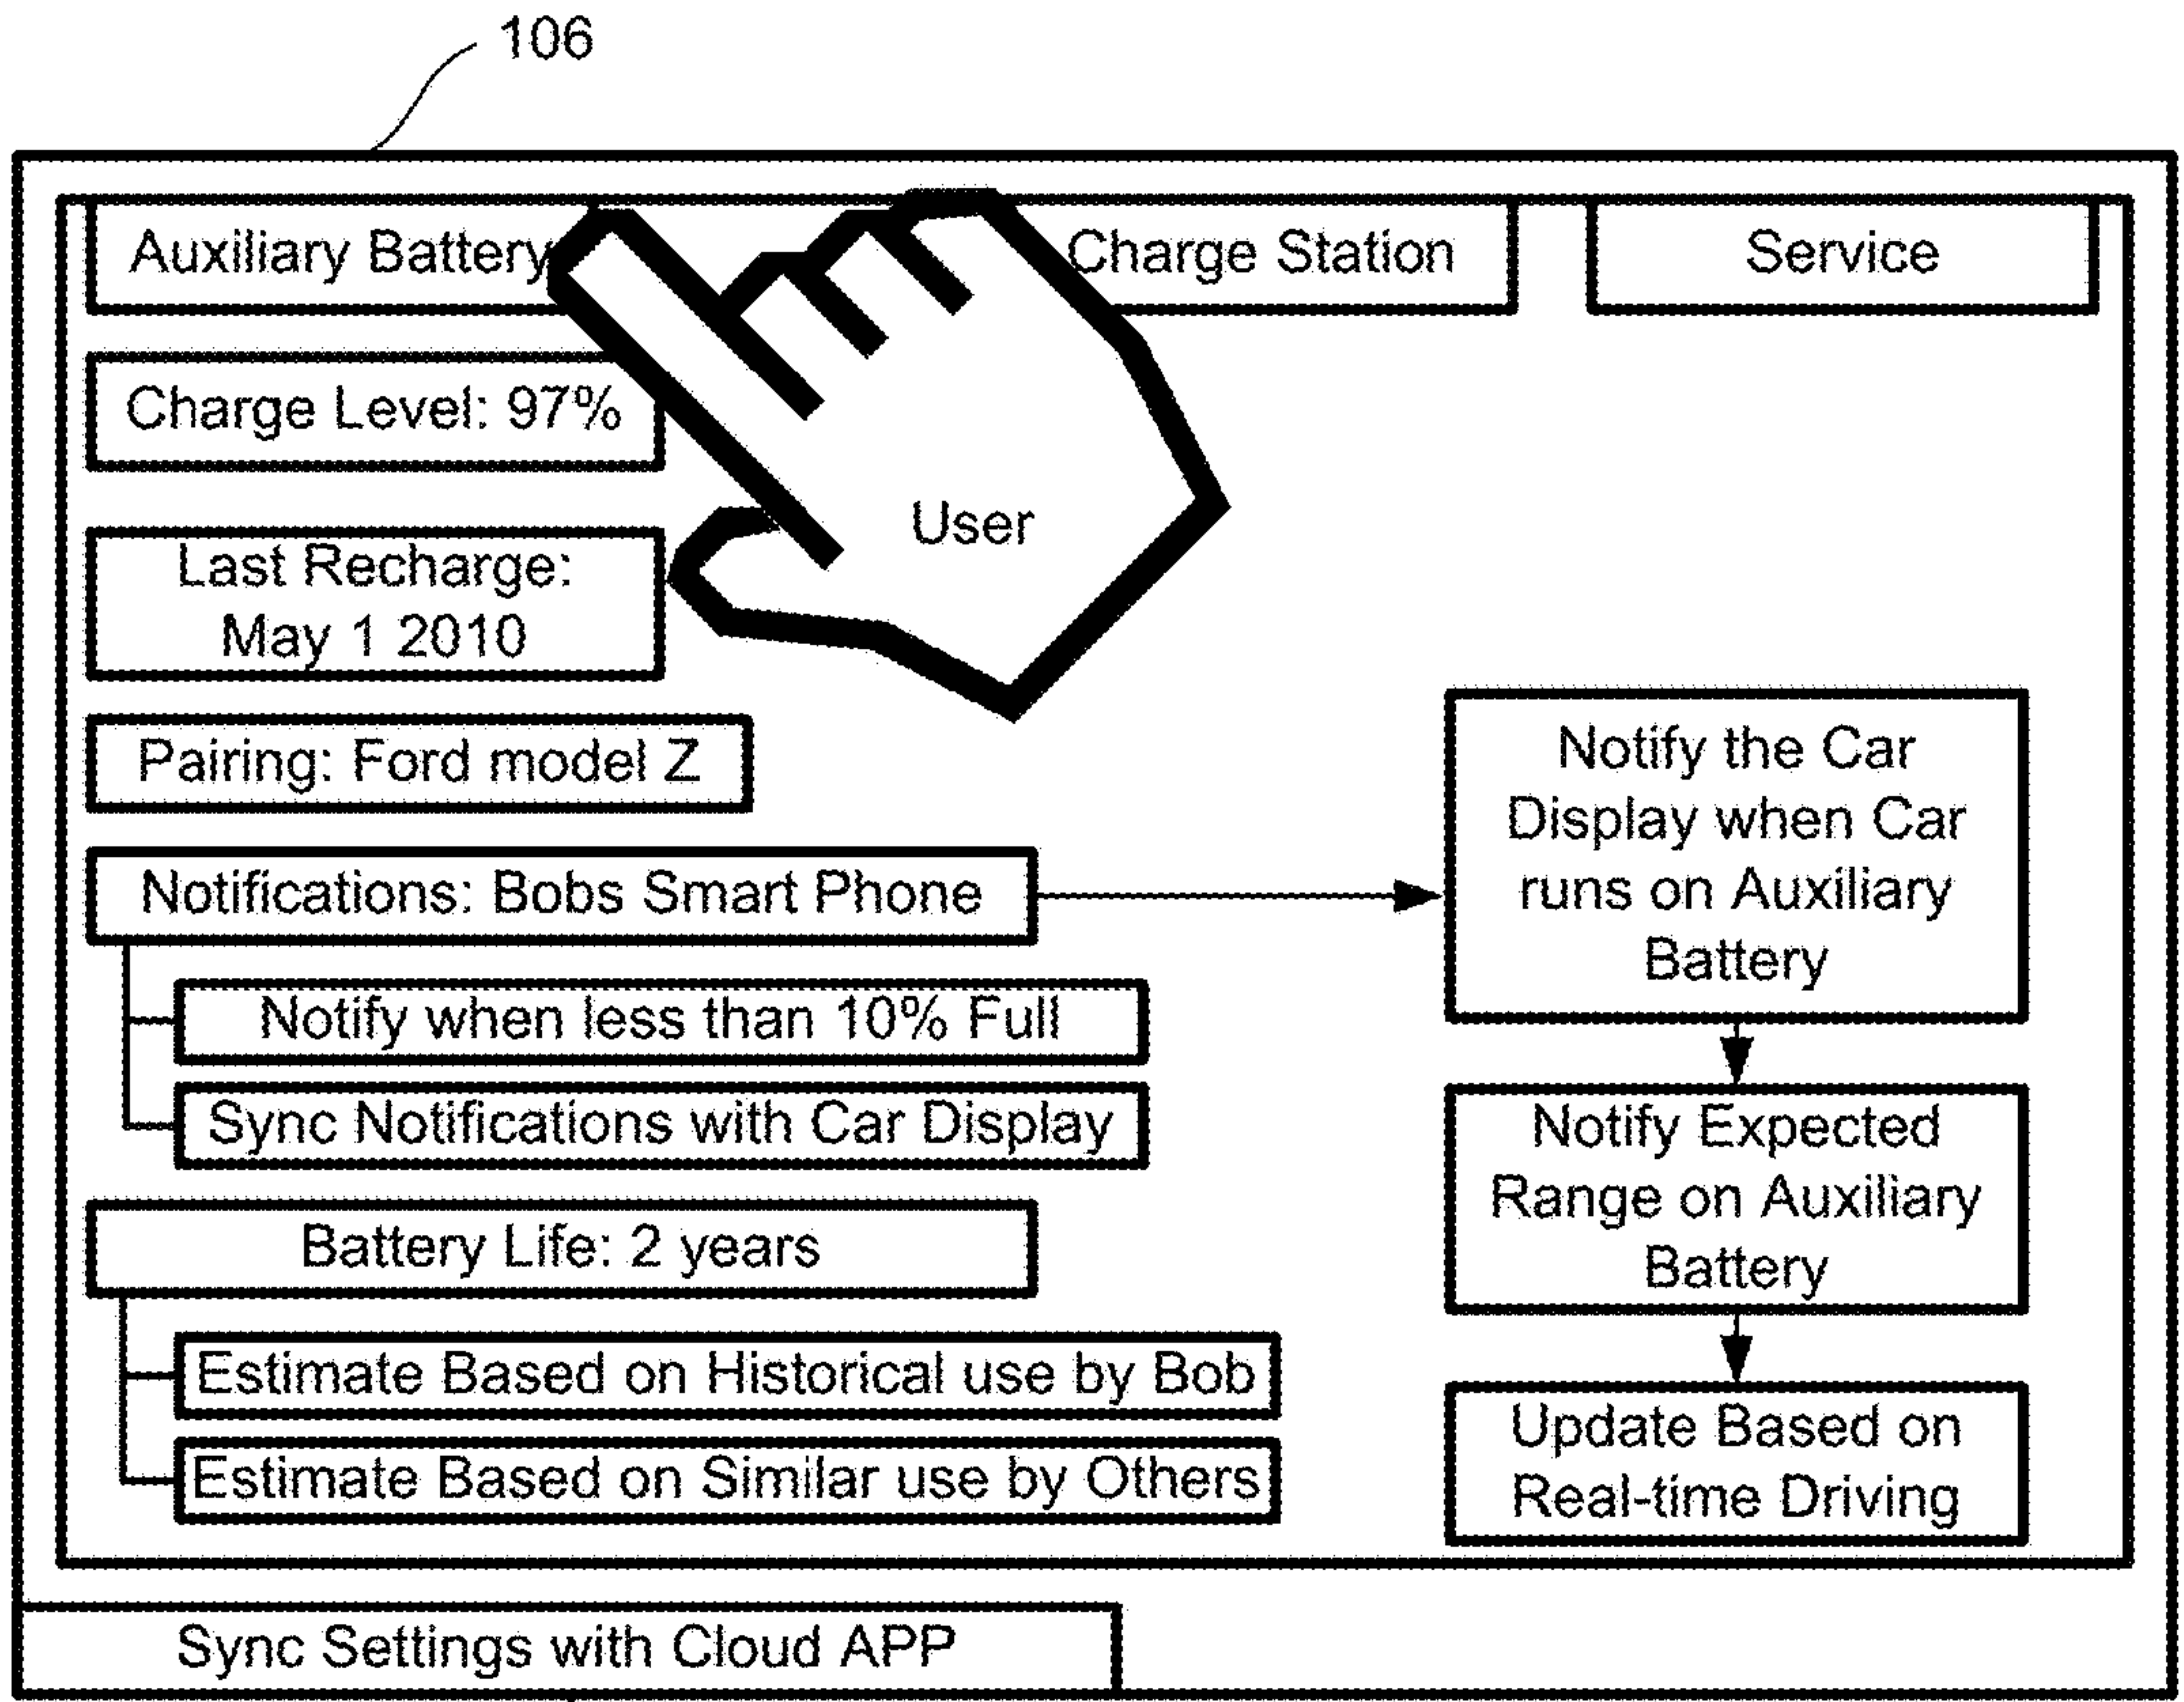 106
Auxiliary Battery
Charge Station
Service
Charge Level: 97%
User
Last Recharge:
May 1 2010
Pairing: Ford model Z
Notifications: Bobs Smart Phone
Notify when less than 10% Full
Sync Notifications with Car Display
Battery Life: 2 years
Estimate Based on Historical use by Bob
Estimate Based on Similar use by Others
Notify the Car
Display when Car
runs on Auxiliary
Battery
Notify Expected
Range on Auxiliary
Battery
Update Based on
Real-time Driving
Sync Settings with Cloud APP